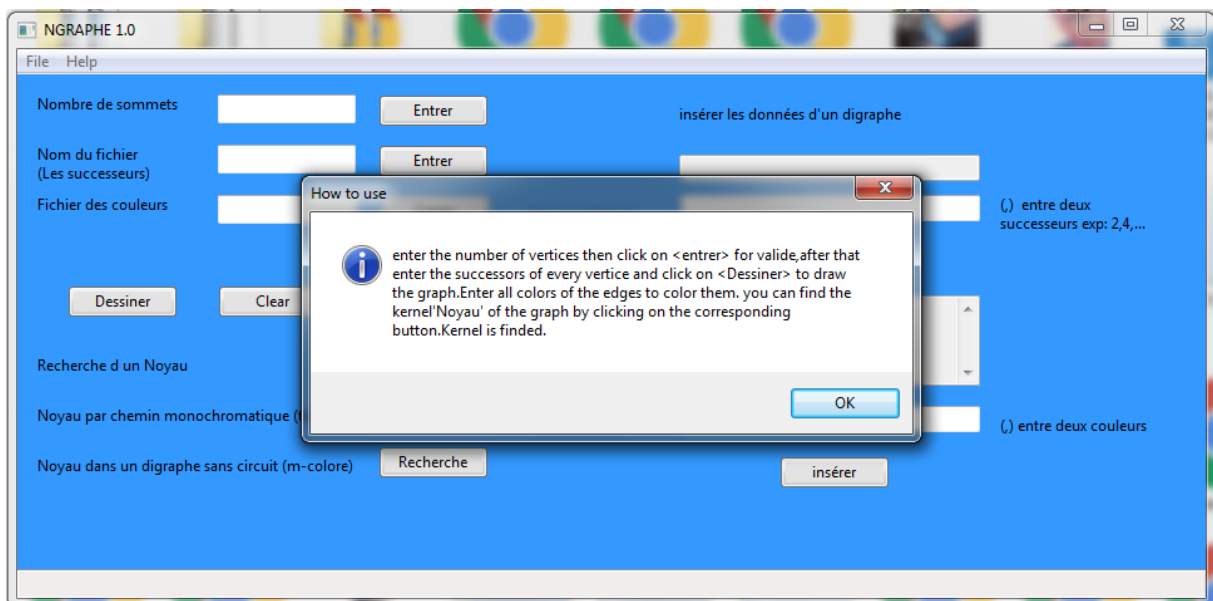 NGRAPHE 1.0
File Help
Nombre de sommets
Entrer
insérer les données d'un digraphe
Nom du fichier
(Les successeurs)
Entrer
Fichier des couleurs
(,) entre deux
successeurs exp: 2,4,...
How to use
enter the number of vertices then click on <entrer> for valide,after that
enter the successors of every vertice and click on <Dessiner> to draw
the graph.Enter all colors of the edges to color them. you can find the
kernel'Noyau' of the graph by clicking on the corresponding
button.Kernel is finded.
OK
Dessiner
Clear
Recherche d un Noyau
Noyau par chemin monochromatique
(,) entre deux couleurs
Noyau dans un digraphe sans circuit (m-colore)
Recherche
insérer